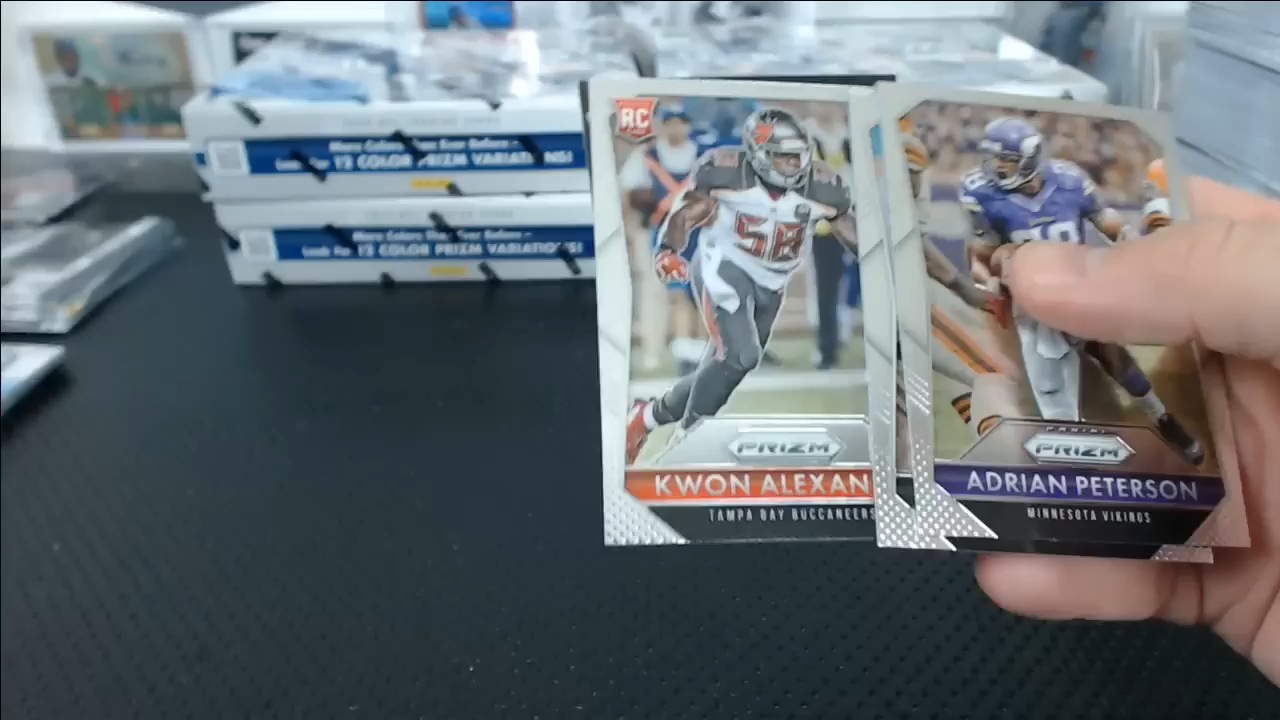 More Colors Than Ever Before -
Look For 12 COLOR PRIZM VARIATIONS!
More Colors Than Ever Before -
Look For 12 COLOR PRIZM VARIATIONS!
RC
58
PRIZM
KWON ALEXAN
TAMPA BAY BUCCANEERS
PANINI
PRIZM
ADRIAN PETERSON
MINNESOTA VIKINGS